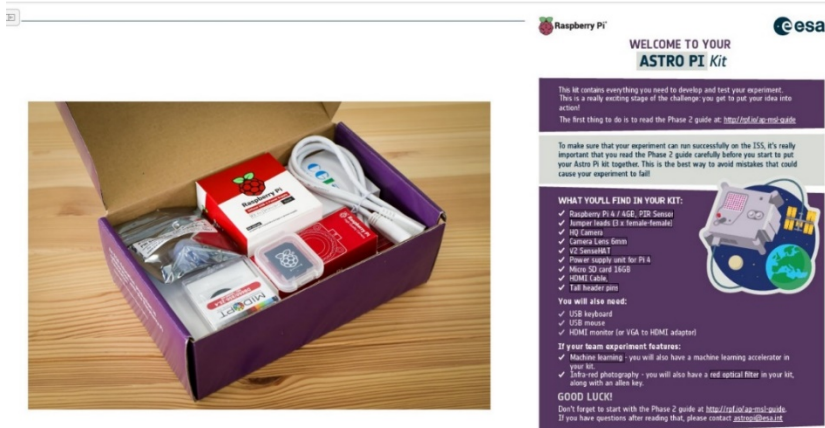 Raspberry Pi
esa
WELCOME TO YOUR
ASTRO PI Kit
This kit contains everything you need to develop and test your experiment.
This is a really exciting stage of the challenge: you get to put your idea into
action!
The first thing to do is to read the Phase 2 guide at: http://rpf.io/ap-msl-guide
To make sure that your experiment can run successfully on the ISS, it's really
important that you read the Phase 2 guide carefully before you start to put
your Astro Pi kit together. This is the best way to avoid mistakes that could
cause your experiment to fail!
WHAT YOU'LL FIND IN YOUR KIT:
✓ Raspberry Pi 4 / 4GB, PIR Sensor
✓ Jumper leads (3 x female-female)
✓ HQ Camera
✓ Camera Lens 6mm
✓ V2 SenseHAT
✓ Power supply unit for Pi 4
✓ Micro SD card 16GB
✓ HDMI Cable,
✓ Tall header pins
You will also need:
✓ USB keyboard
✓ USB mouse
✓ HDMI monitor (or VGA to HDMI adaptor)
If your team experiment features:
✓ Machine learning - you will also have a machine learning accelerator in
your kit.
✓ Infra-red photography - you will also have a red optical filter in your kit,
along with an allen key.
GOOD LUCK!
Don't forget to start with the Phase 2 guide at http://rpf.io/ap-msl-guide.
If you have questions after reading that, please contact astropi@esa.int
Raspberry Pi
MIDOPT